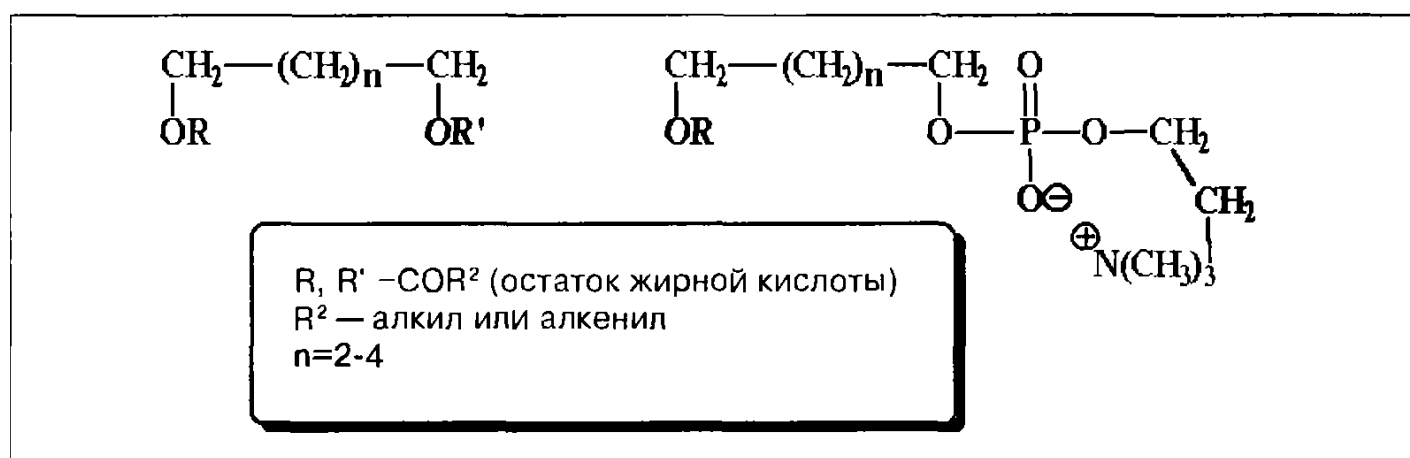 CH₂—(CH₂)n—CH₂
OR OR'
CH₂—(CH₂)n—CH₂ O
OR O—P—O—CH₂
O⊖ CH₂
⊕N(CH₃)₃
R, R' –COR² (остаток жирной кислоты)
R² — алкил или алкенил
n=2-4